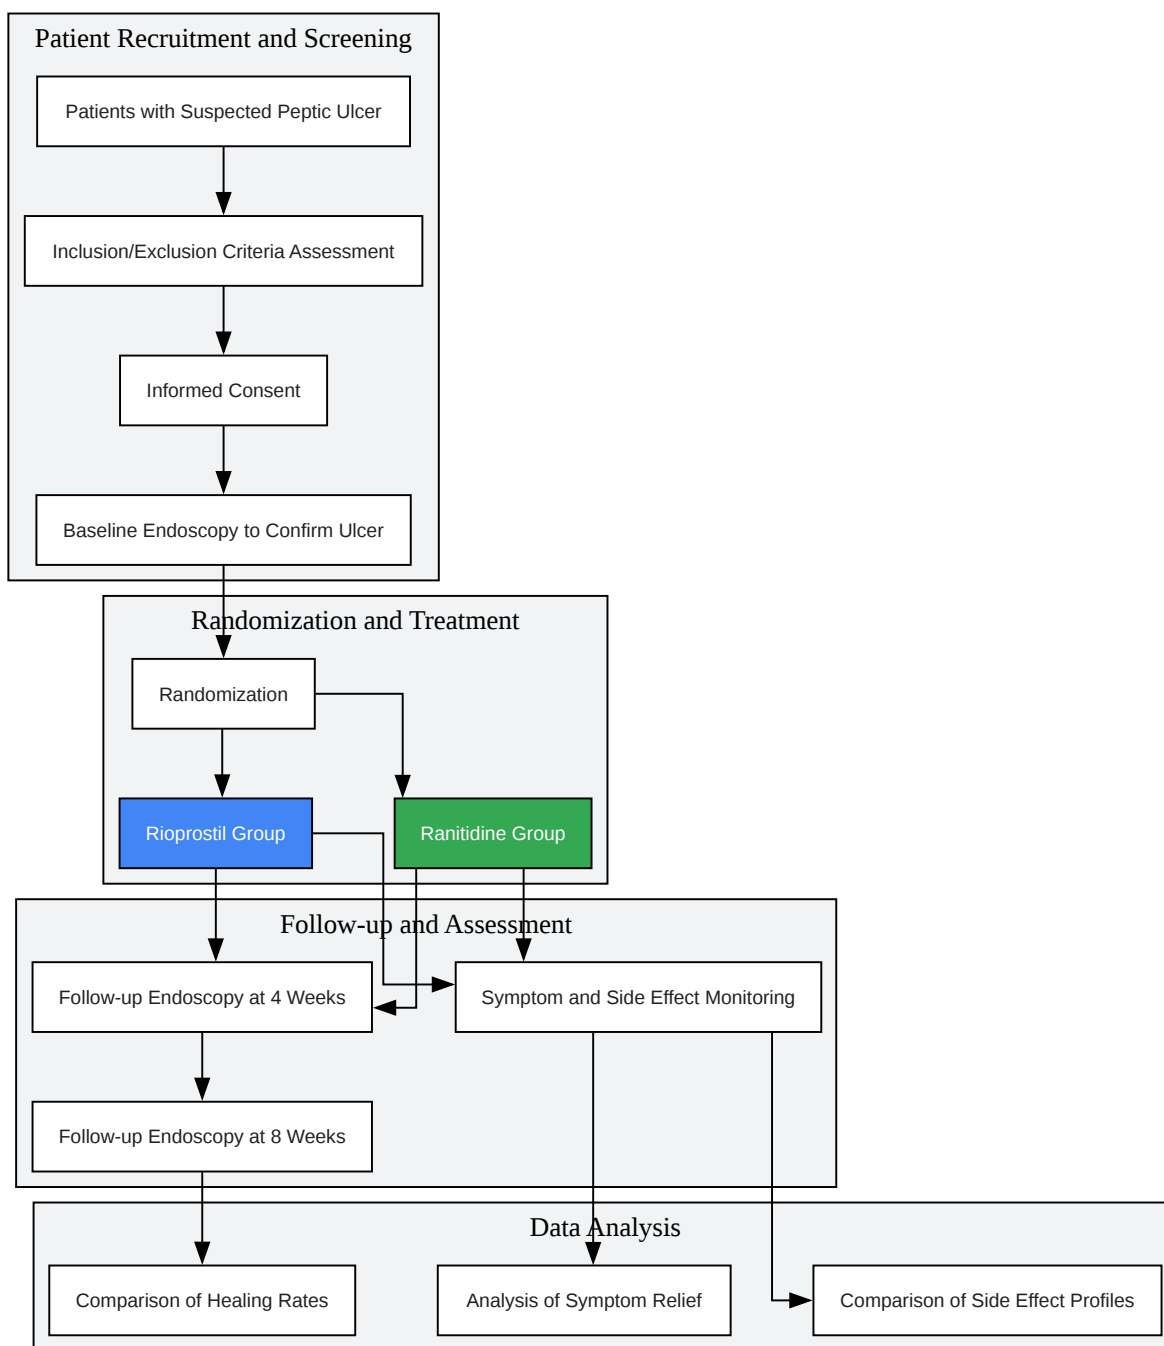 Patient Recruitment and Screening
Patients with Suspected Peptic Ulcer
Inclusion/Exclusion Criteria Assessment
Informed Consent
Baseline Endoscopy to Confirm Ulcer
Randomization and Treatment
Randomization
Rioprostil Group
Ranitidine Group
Follow-up and Assessment
Follow-up Endoscopy at 4 Weeks
Symptom and Side Effect Monitoring
Follow-up Endoscopy at 8 Weeks
Data Analysis
Comparison of Healing Rates
Analysis of Symptom Relief
Comparison of Side Effect Profiles